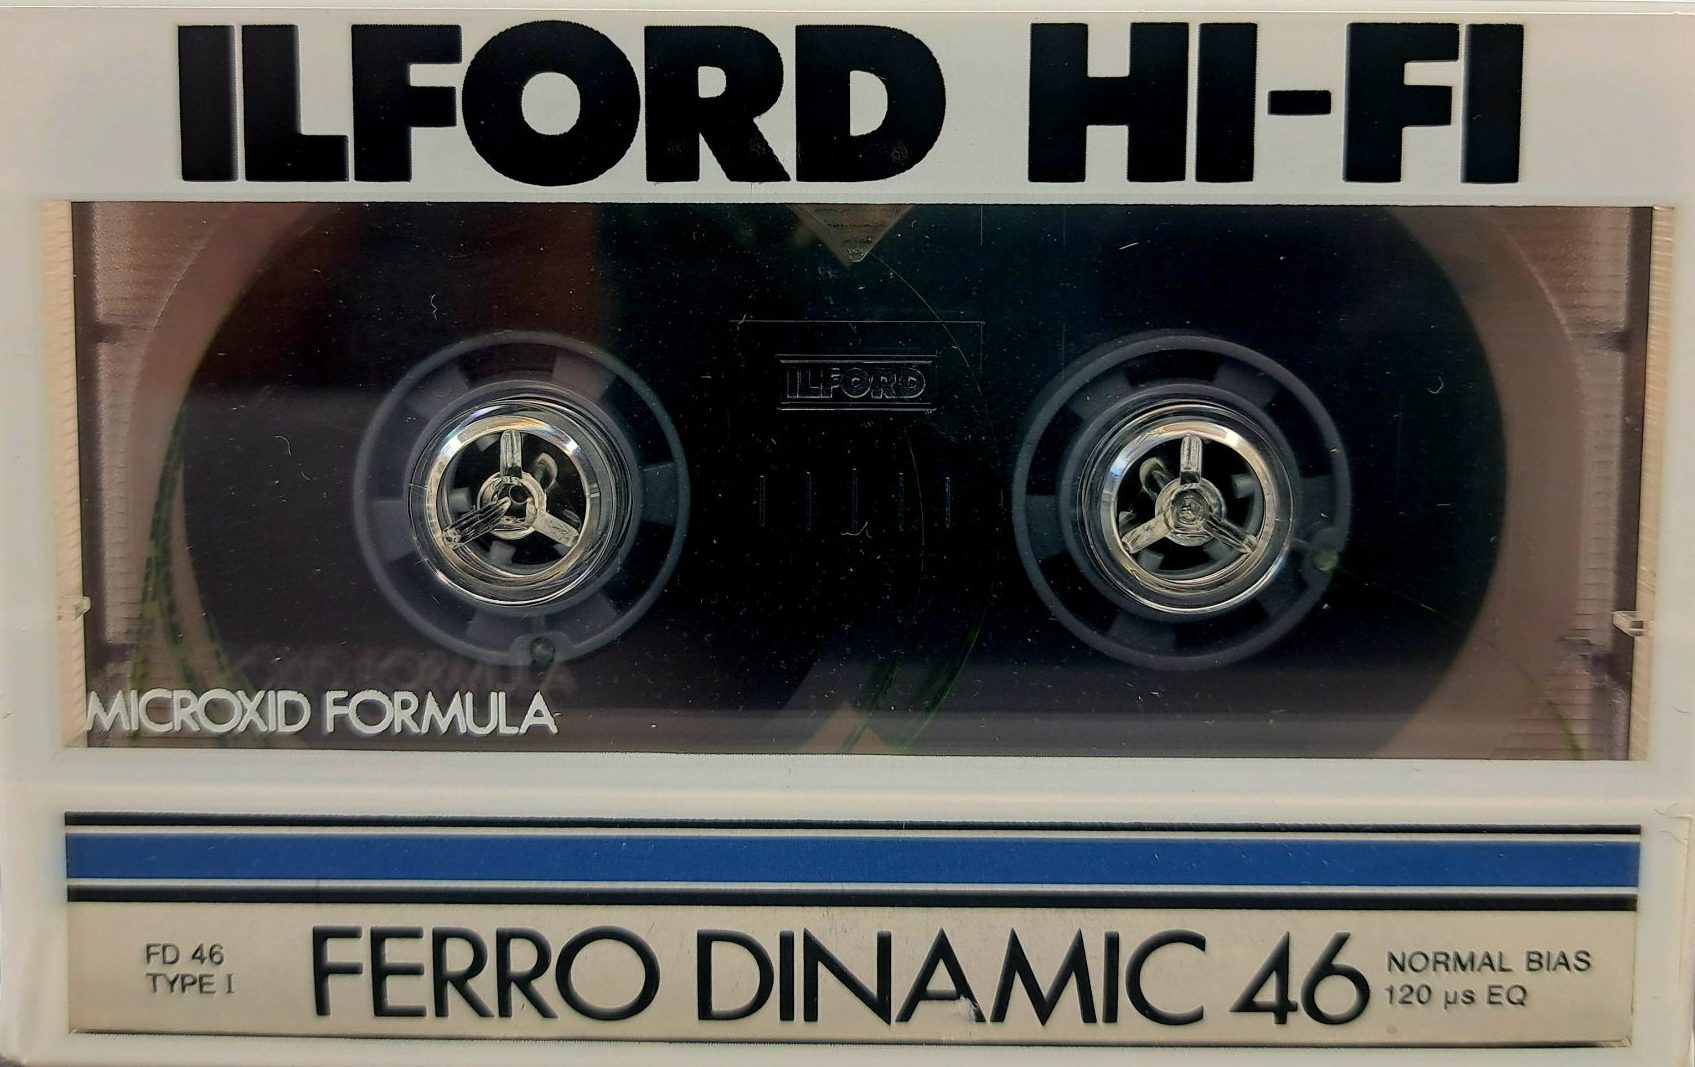 ILFORD HI-FI
ILFORD
MICROXID FORMULA
FD 46
TYPE I
FERRO DINAMIC 46
NORMAL BIAS
120 µs EQ